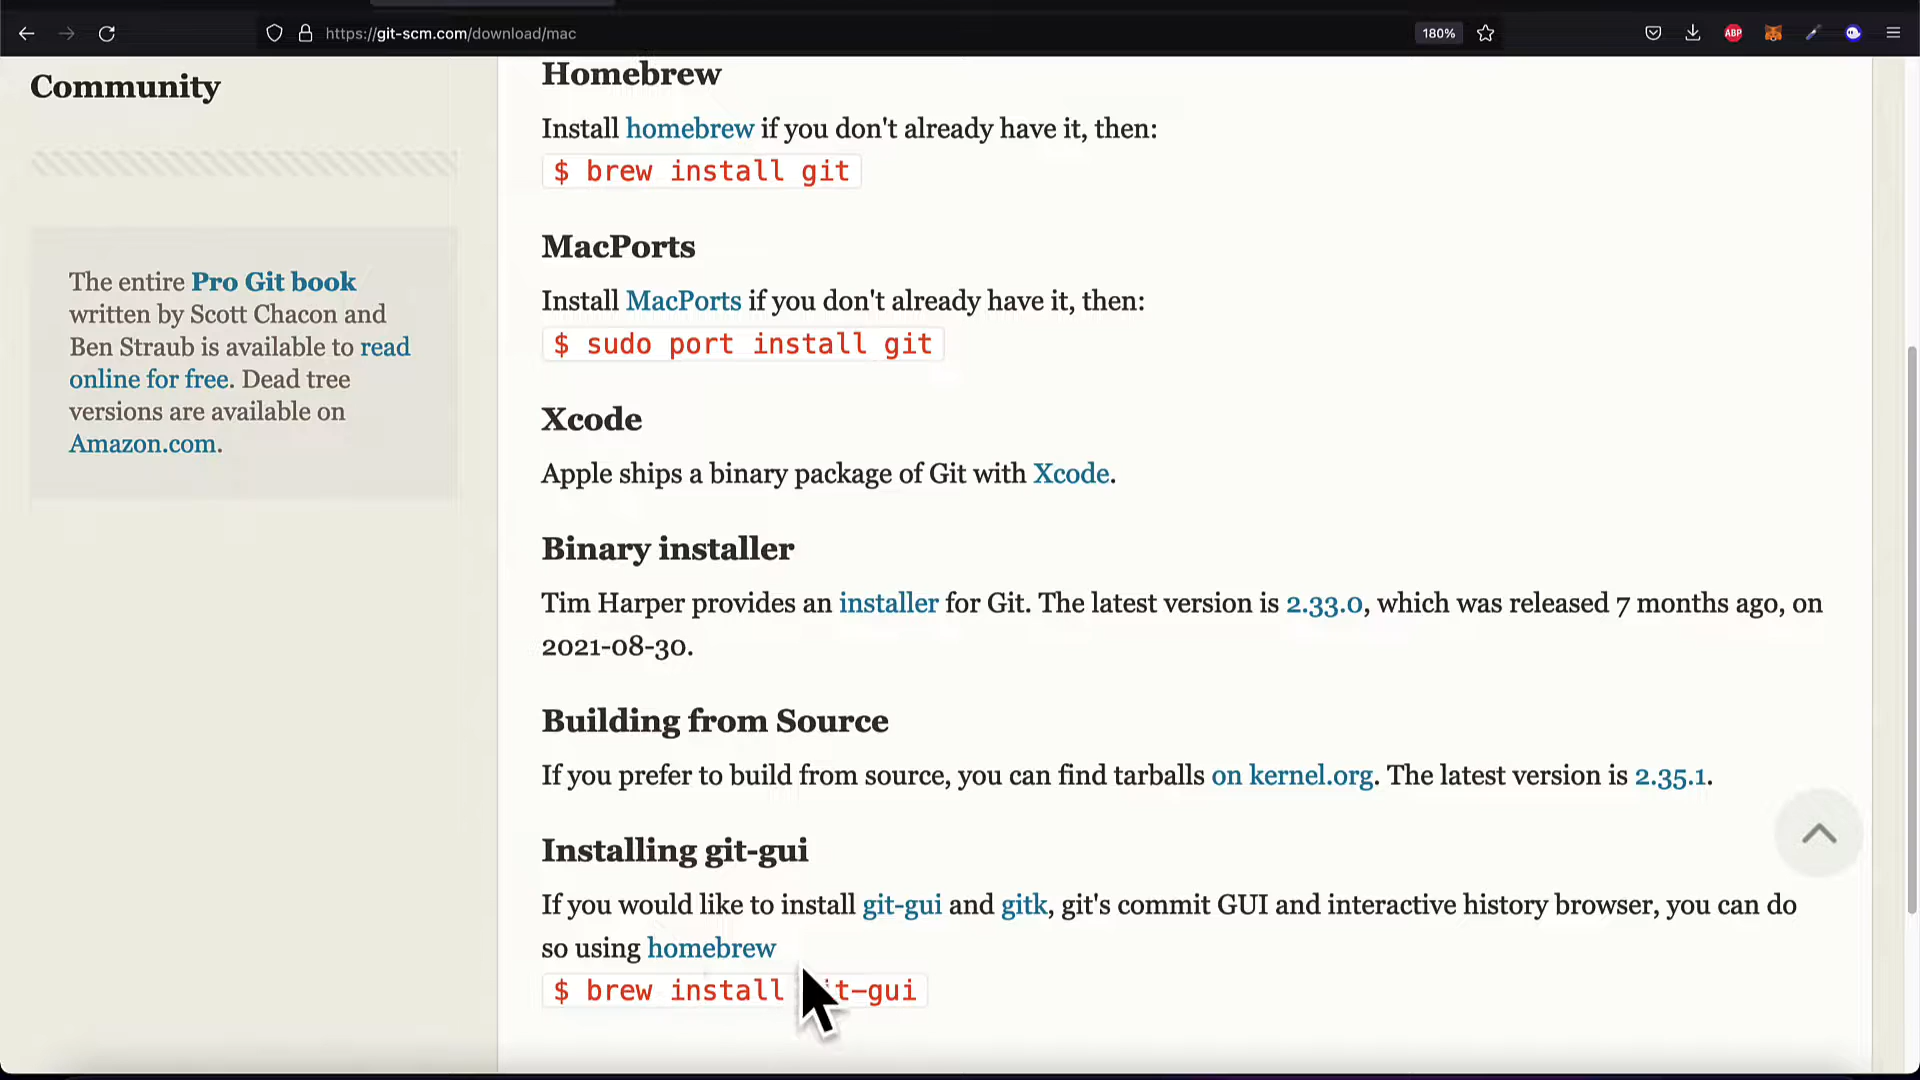 https://git-scm.com/download/mac
180%
ABP
Community
The entire Pro Git book
written by Scott Chacon and
Ben Straub is available to read
online for free. Dead tree
versions are available on
Amazon.com.
Homebrew
Install homebrew if you don't already have it, then:
$ brew install git
MacPorts
Install MacPorts if you don't already have it, then:
$ sudo port install git
Xcode
Apple ships a binary package of Git with Xcode.
Binary installer
Tim Harper provides an installer for Git. The latest version is 2.33.0, which was released 7 months ago, on
2021-08-30.
Building from Source
If you prefer to build from source, you can find tarballs on kernel.org. The latest version is 2.35.1.
Installing git-gui
If you would like to install git-gui and gitk, git's commit GUI and interactive history browser, you can do
so using homebrew
$ brew install git-gui